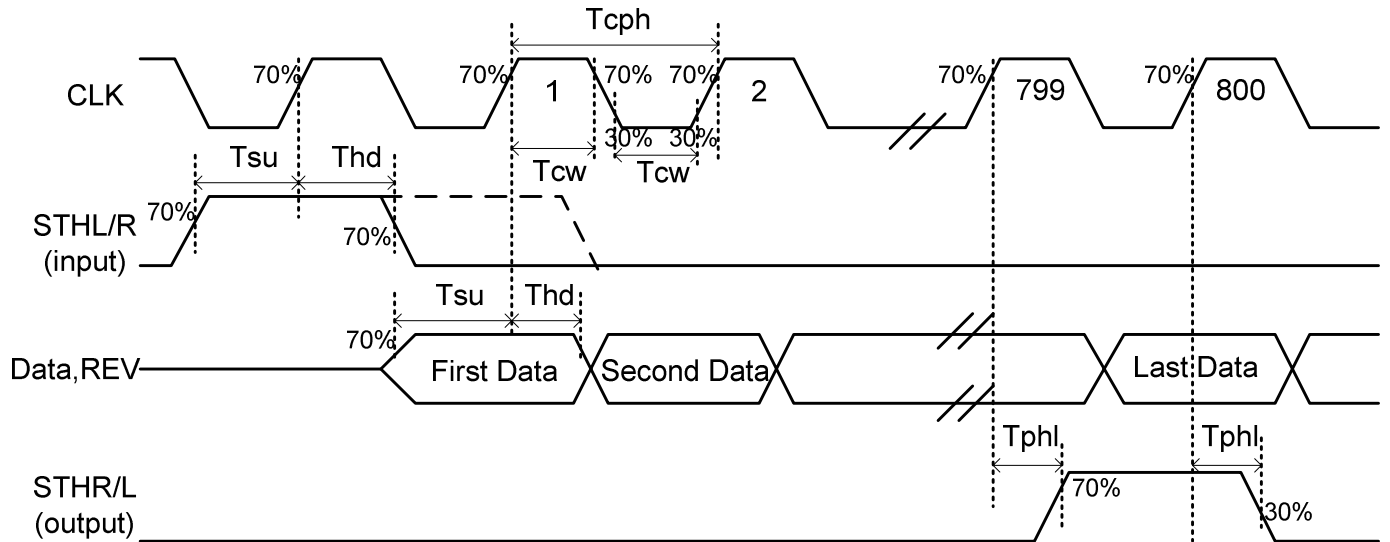 Tcph
CLK
70%
70%
1
70%
70%
2
70%
799
70%
800
30%
30%
Tsu
Thd
Tcw
Tcw
STHL/R
(input)
70%
70%
Tsu
Thd
70%
Data,REV
First Data
Second Data
Last Data
Tphl
Tphl
STHR/L
(output)
70%
30%